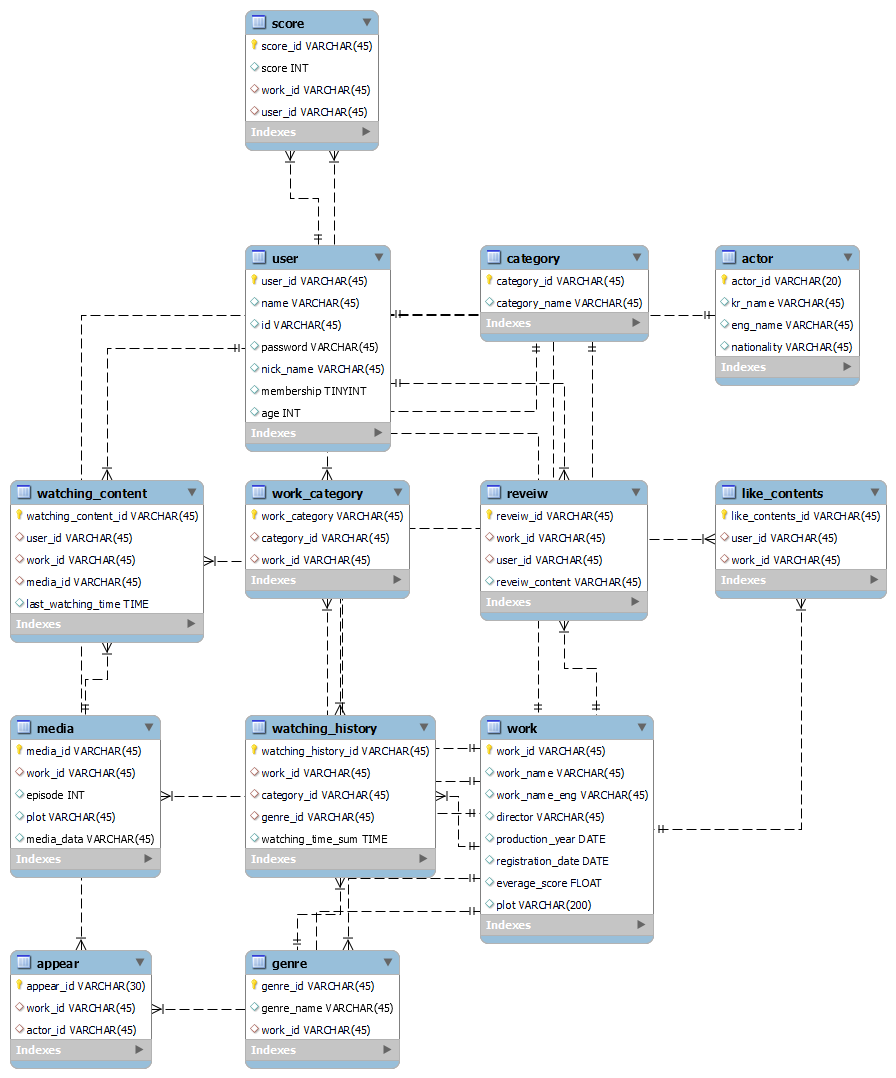 score
score_id VARCHAR(45)
score INT
work_id VARCHAR(45)
user_id VARCHAR(45)
Indexes
user
user_id VARCHAR(45)
name VARCHAR(45)
id VARCHAR(45)
password VARCHAR(45)
nick_name VARCHAR(45)
membership TINYINT
age INT
Indexes
category
category_id VARCHAR(45)
category_name VARCHAR(45)
Indexes
actor
actor_id VARCHAR(20)
kr_name VARCHAR(45)
eng_name VARCHAR(45)
nationality VARCHAR(45)
Indexes
watching_content
watching_content_id VARCHAR(45)
user_id VARCHAR(45)
work_id VARCHAR(45)
media_id VARCHAR(45)
last_watching_time TIME
Indexes
work_category
work_category VARCHAR(45)
category_id VARCHAR(45)
work_id VARCHAR(45)
Indexes
reveiw
reveiw_id VARCHAR(45)
work_id VARCHAR(45)
user_id VARCHAR(45)
reveiw_content VARCHAR(45)
Indexes
like_contents
like_contents_id VARCHAR(45)
user_id VARCHAR(45)
work_id VARCHAR(45)
Indexes
media
media_id VARCHAR(45)
work_id VARCHAR(45)
episode INT
plot VARCHAR(45)
media_data VARCHAR(45)
Indexes
watching_history
watching_history_id VARCHAR(45)
work_id VARCHAR(45)
category_id VARCHAR(45)
genre_id VARCHAR(45)
watching_time_sum TIME
Indexes
work
work_id VARCHAR(45)
work_name VARCHAR(45)
work_name_eng VARCHAR(45)
director VARCHAR(45)
production_year DATE
registration_date DATE
everage_score FLOAT
plot VARCHAR(200)
Indexes
appear
appear_id VARCHAR(30)
work_id VARCHAR(45)
actor_id VARCHAR(45)
Indexes
genre
genre_id VARCHAR(45)
genre_name VARCHAR(45)
work_id VARCHAR(45)
Indexes